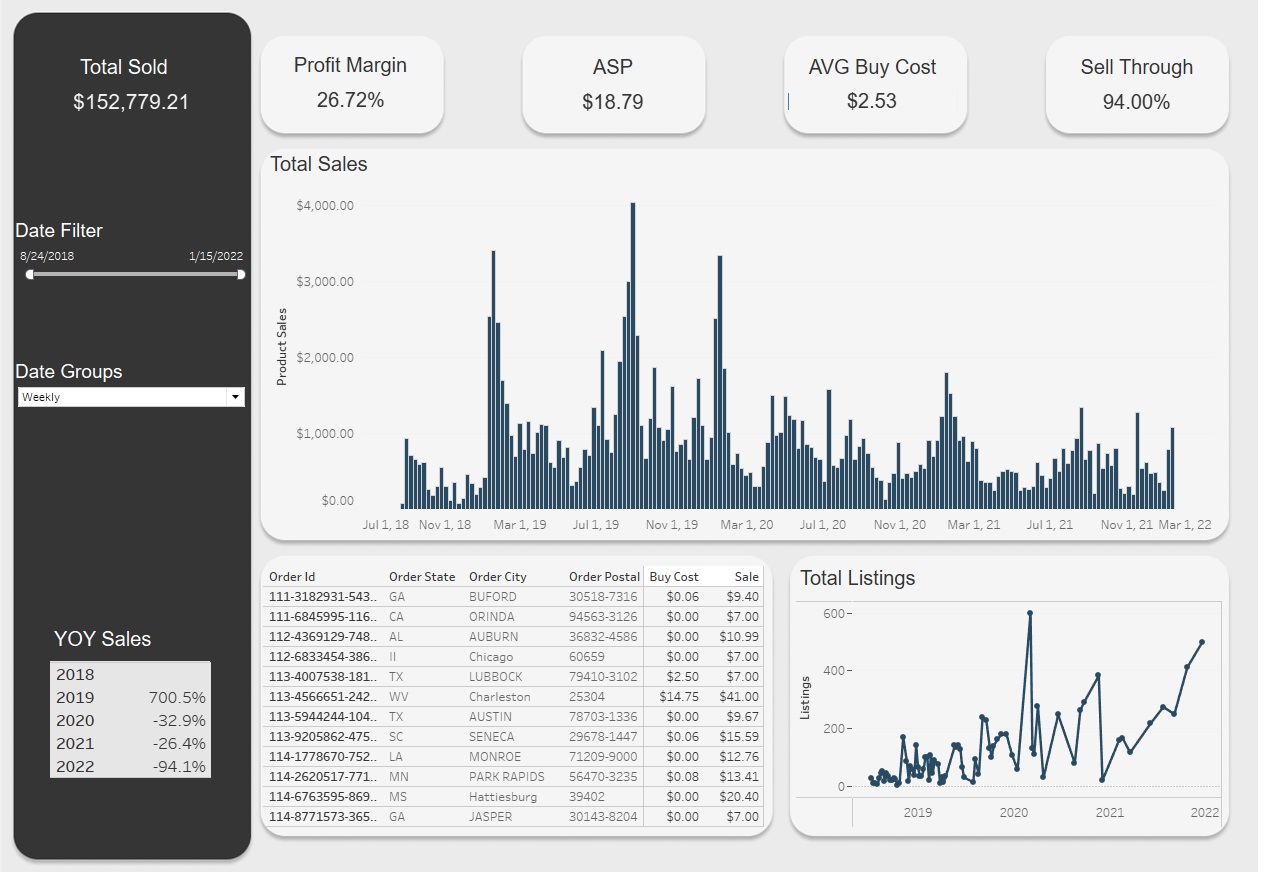 Total Sold
$152,779.21
Profit Margin
26.72%
ASP
$18.79
AVG Buy Cost
$2.53
Sell Through
94.00%
Date Filter
8/24/2018 1/15/2022
Date Groups
Weekly
YOY Sales
2018
2019 700.5%
2020 -32.9%
2021 -26.4%
2022 -94.1%
Total Sales
Product Sales
$4,000.00
$3,000.00
$2,000.00
$1,000.00
$0.00
Jul 1, 18 Nov 1, 18 Mar 1, 19 Jul 1, 19 Nov 1, 19 Mar 1, 20 Jul 1, 20 Nov 1, 20 Mar 1, 21 Jul 1, 21 Nov 1, 21 Mar 1, 22
Order Id Order State Order City Order Postal Buy Cost Sale
111-3182931-543.. GA BUFORD 30518-7316 $0.06 $9.40
111-6845995-116.. CA ORINDA 94563-3126 $0.00 $7.00
112-4369129-748.. AL AUBURN 36832-4586 $0.00 $10.99
112-6833454-386.. Il Chicago 60659 $0.00 $7.00
113-4007538-181.. TX LUBBOCK 79410-3102 $2.50 $7.00
113-4566651-242.. WV Charleston 25304 $14.75 $41.00
113-5944244-104.. TX AUSTIN 78703-1336 $0.00 $9.67
113-9205862-475.. SC SENECA 29678-1447 $0.06 $15.59
114-1778670-752.. LA MONROE 71209-9000 $0.00 $12.76
114-2620517-771.. MN PARK RAPIDS 56470-3235 $0.08 $13.41
114-6763595-869.. MS Hattiesburg 39402 $0.00 $20.40
114-8771573-365.. GA JASPER 30143-8204 $0.00 $7.00
Total Listings
Listings
600
400
200
0
2019 2020 2021 2022